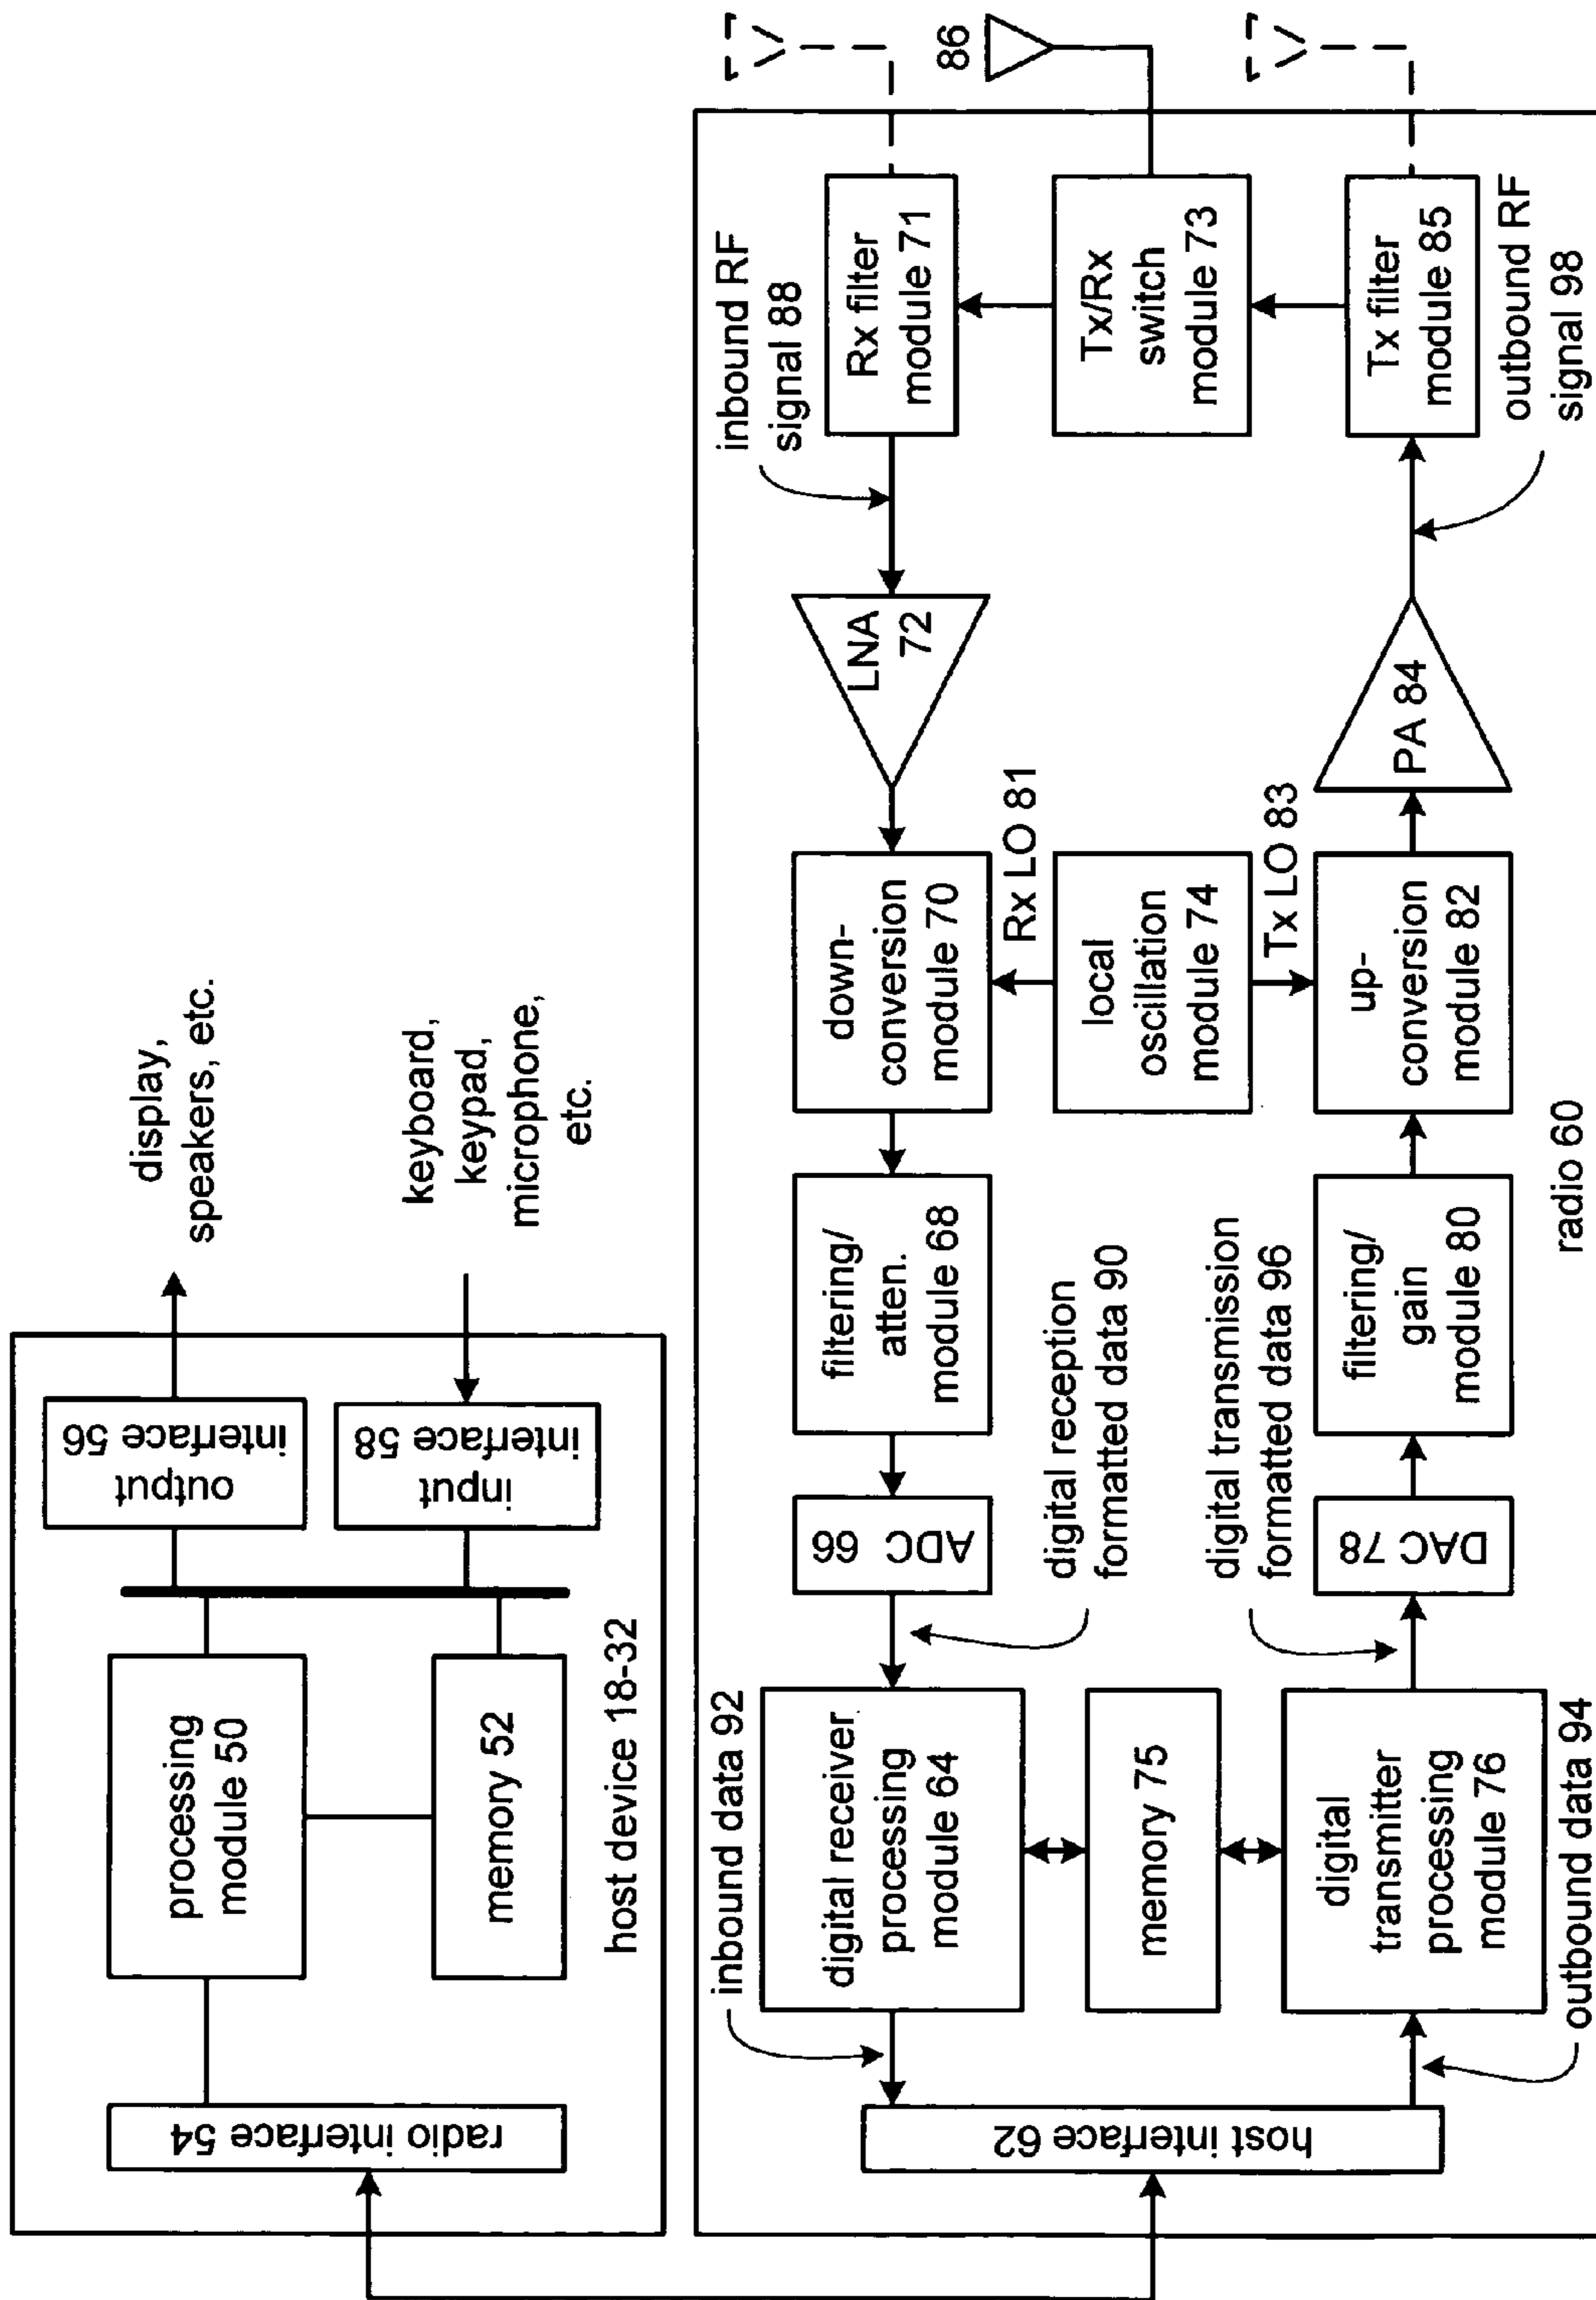 display,
speakers, etc.
keyboard,
keypad,
microphone,
etc.
output
interface 56
input
interface 58
processing
module 50
memory 52
radio interface 54
host device 18-32
86
inbound RF
signal 88
Rx filter
module 71
Tx/Rx
switch
module 73
Tx filter
module 85
outbound RF
signal 98
LNA
72
PA 84
down-
conversion
module 70
Rx LO 81
local
oscillation
module 74
Tx LO 83
up-
conversion
module 82
filtering/
atten.
module 68
filtering/
gain
module 80
radio 60
ADC 66
digital reception
formatted data 90
digital transmission
formatted data 96
DAC 78
inbound data 92
digital receiver
processing
module 64
memory 75
digital
transmitter
processing
module 76
outbound data 94
host interface 62